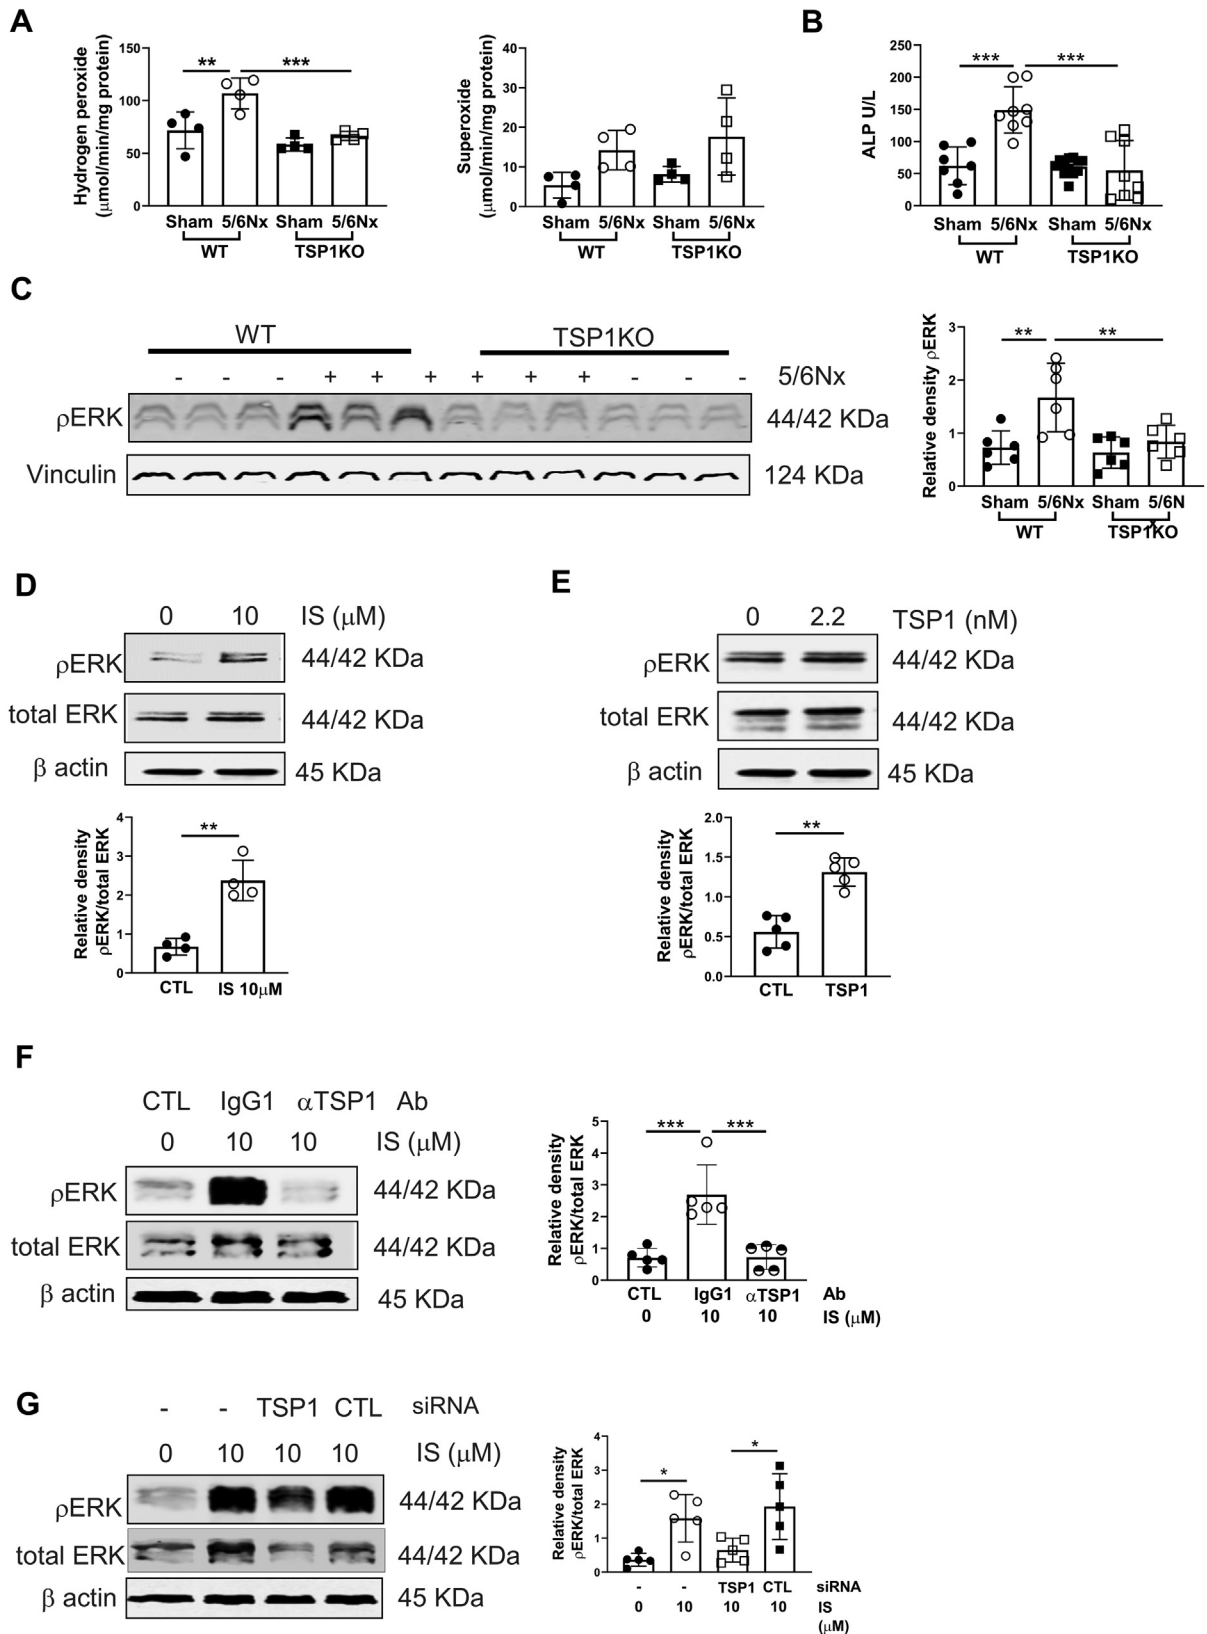 A
Hydrogen peroxide
(μmol/min/mg protein)
150
100
50
0
**
***
Sham 5/6Nx Sham 5/6Nx
WT TSP1KO
Superoxide
(μmol/min/mg protein)
40
30
20
10
0
Sham 5/6Nx Sham 5/6Nx
WT TSP1KO
B
ALP U/L
250
200
150
100
50
0
***
***
Sham 5/6Nx Sham 5/6Nx
WT TSP1KO
C
WT TSP1KO
- - - + + + + + + - - - 5/6Nx
ρERK 44/42 KDa
Vinculin 124 KDa
Relative density ρERK
3
2
1
0
**
**
Sham 5/6Nx Sham 5/6N
x
WT TSP1KO
D
0 10 IS (μM)
ρERK 44/42 KDa
total ERK 44/42 KDa
β actin 45 KDa
Relative density
ρERK/total ERK
4
3
2
1
0
**
CTL IS 10μM
E
0 2.2 TSP1 (nM)
ρERK 44/42 KDa
total ERK 44/42 KDa
β actin 45 KDa
Relative density
ρERK/total ERK
2.0
1.5
1.0
0.5
0.0
**
CTL TSP1
F
CTL IgG1 αTSP1 Ab
0 10 10 IS (μM)
ρERK 44/42 KDa
total ERK 44/42 KDa
β actin 45 KDa
Relative density
ρERK/total ERK
5
4
3
2
1
0
***
***
CTL IgG1 αTSP1 Ab
0 10 10 IS (μM)
G
- - TSP1 CTL siRNA
0 10 10 10 IS (μM)
ρERK 44/42 KDa
total ERK 44/42 KDa
β actin 45 KDa
Relative density
ρERK/total ERK
4
3
2
1
0
*
*
- - TSP1 CTL siRNA
0 10 10 10 IS
(μM)